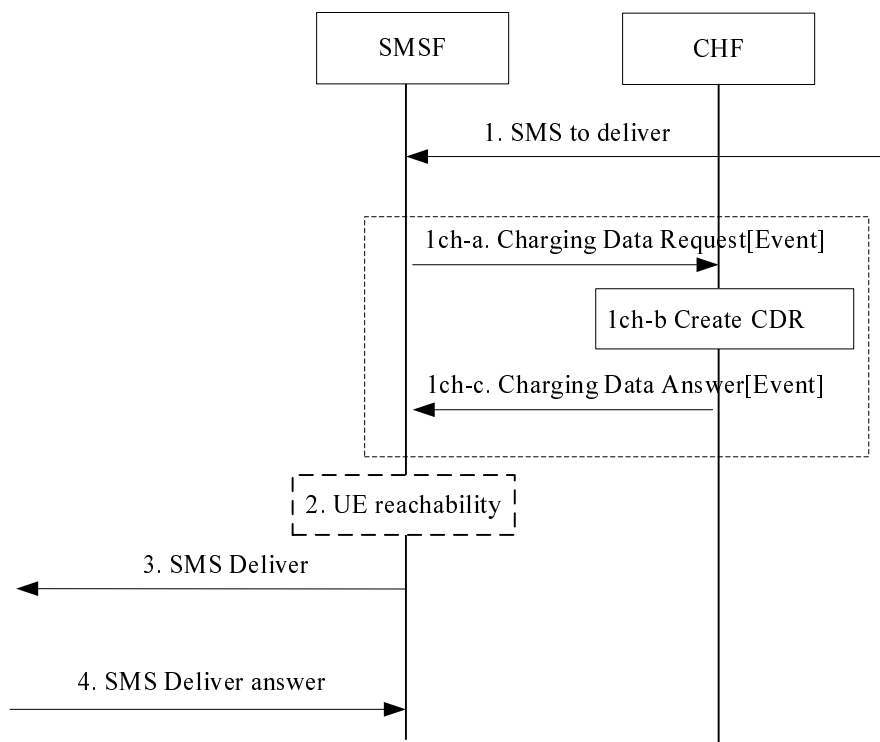 SMSF
CHF
1. SMS to deliver
1ch-a. Charging Data Request[Event]
1ch-b Create CDR
1ch-c. Charging Data Answer[Event]
2. UE reachability
3. SMS Deliver
4. SMS Deliver answer